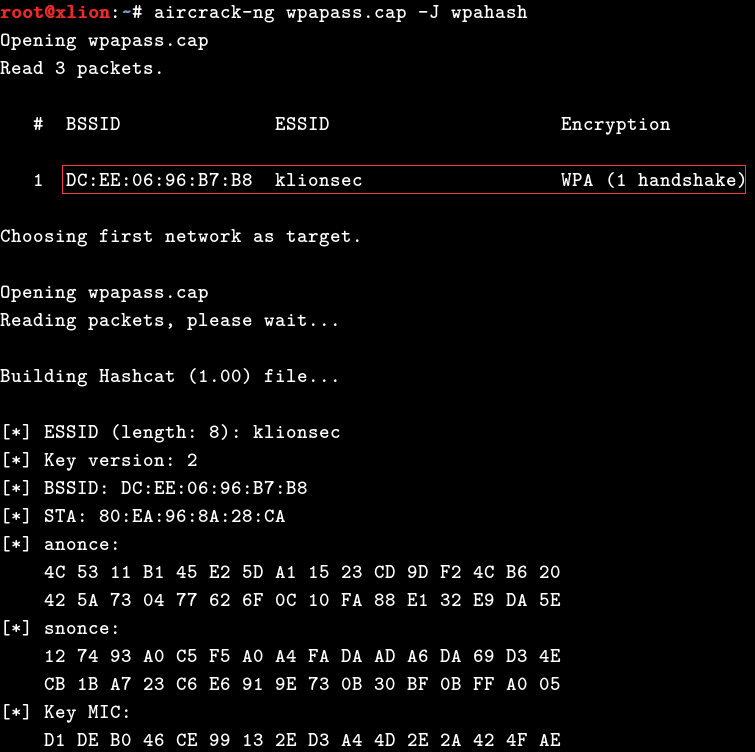 root@xlion:~# aircrack-ng wpapass.cap -J wpahash
Opening wpapass.cap
Read 3 packets.
# BSSID ESSID Encryption
1 DC:EE:06:96:B7:B8 klionsec WPA (1 handshake)
Choosing first network as target.
Opening wpapass.cap
Reading packets, please wait...
Building Hashcat (1.00) file...
[*] ESSID (length: 8): klionsec
[*] Key version: 2
[*] BSSID: DC:EE:06:96:B7:B8
[*] STA: 80:EA:96:8A:28:CA
[*] anonce:
4C 53 11 B1 45 E2 5D A1 15 23 CD 9D F2 4C B6 20
42 5A 73 04 77 62 6F 0C 10 FA 88 E1 32 E9 DA 5E
[*] snonce:
12 74 93 A0 C5 F5 A0 A4 FA DA AD A6 DA 69 D3 4E
CB 1B A7 23 C6 E6 91 9E 73 0B 30 BF 0B FF A0 05
[*] Key MIC:
D1 DE B0 46 CE 99 13 2E D3 A4 4D 2E 2A 42 4F AE